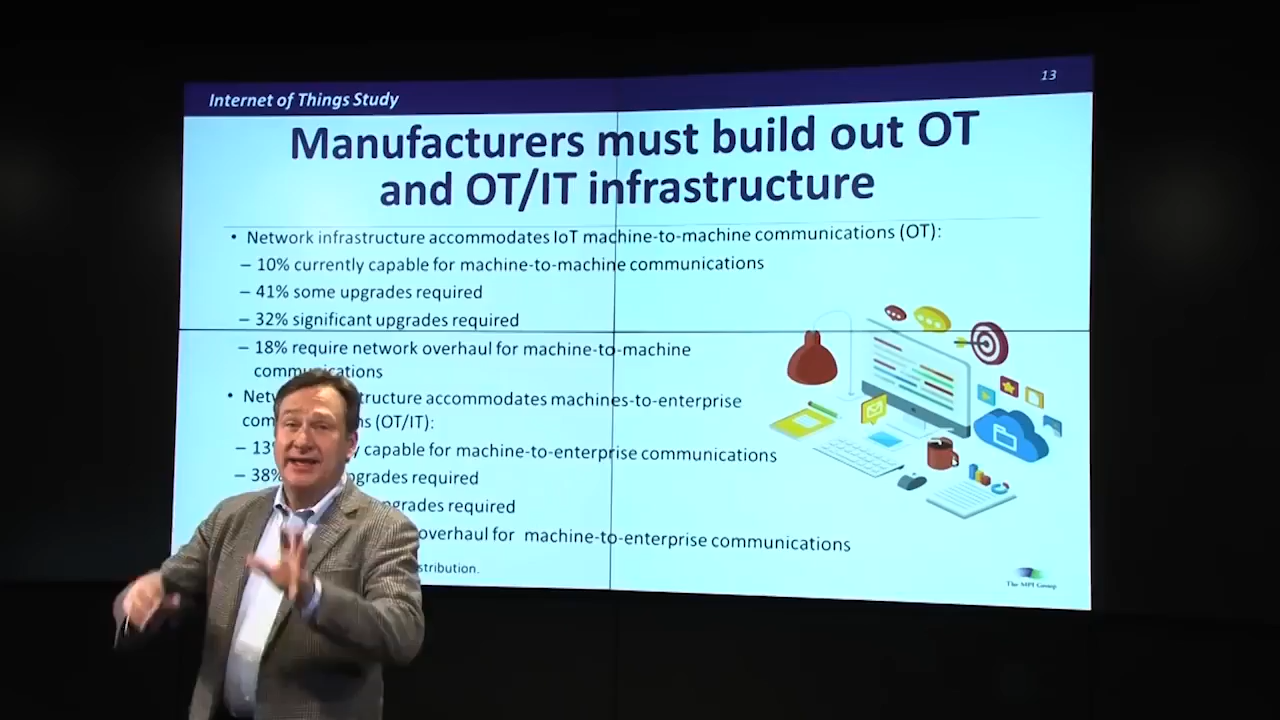 Internet of Things Study
13
Manufacturers must build out OT
and OT/IT infrastructure
• Network infrastructure accommodates IoT machine-to-machine communications (OT):
– 10% currently capable for machine-to-machine communications
– 41% some upgrades required
– 32% significant upgrades required
– 18% require network overhaul for machine-to-machine
communications
accommodates machines-to-enterprise
(OT/IT):
capable for machine-to-enterprise communications
– 38% upgrades required
required
overhaul for machine-to-enterprise communications
The MPI Group